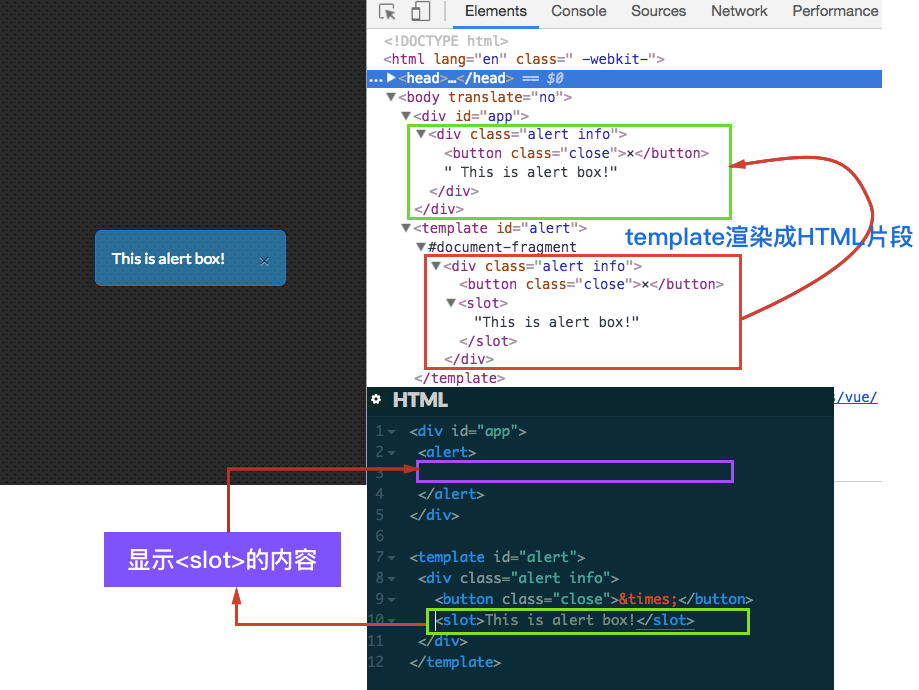 Elements Console Sources Network Performance
<!DOCTYPE html>
<html lang="en" class=" -webkit-">
…▶<head>…</head> == $0
▼<body translate="no">
▼<div id="app">
▼<div class="alert info">
<button class="close">×</button>
" This is alert box!"
</div>
</div>
▼<template id="alert">
template渲染成HTML片段
▼#document-fragment
▼<div class="alert info">
<button class="close">×</button>
▼<slot>
"This is alert box!"
</slot>
</div>
</template>
This is alert box! ×
s/vue/
HTML
1 <div id="app">
2 <alert>
3
4 </alert>
5 </div>
6
7 <template id="alert">
8 <div class="alert info">
9 <button class="close">&times;</button>
10 <slot>This is alert box!</slot>
11 </div>
12 </template>
显示<slot>的内容